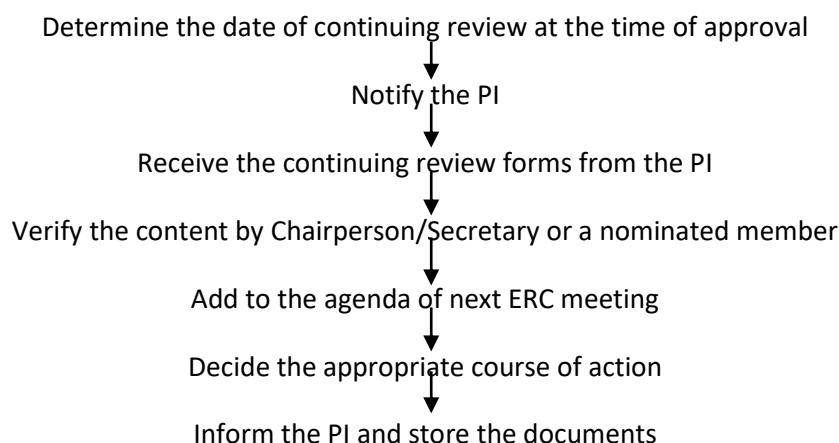 Determine the date of continuing review at the time of approval
Notify the PI
Receive the continuing review forms from the PI
Verify the content by Chairperson/Secretary or a nominated member
Add to the agenda of next ERC meeting
Decide the appropriate course of action
Inform the PI and store the documents